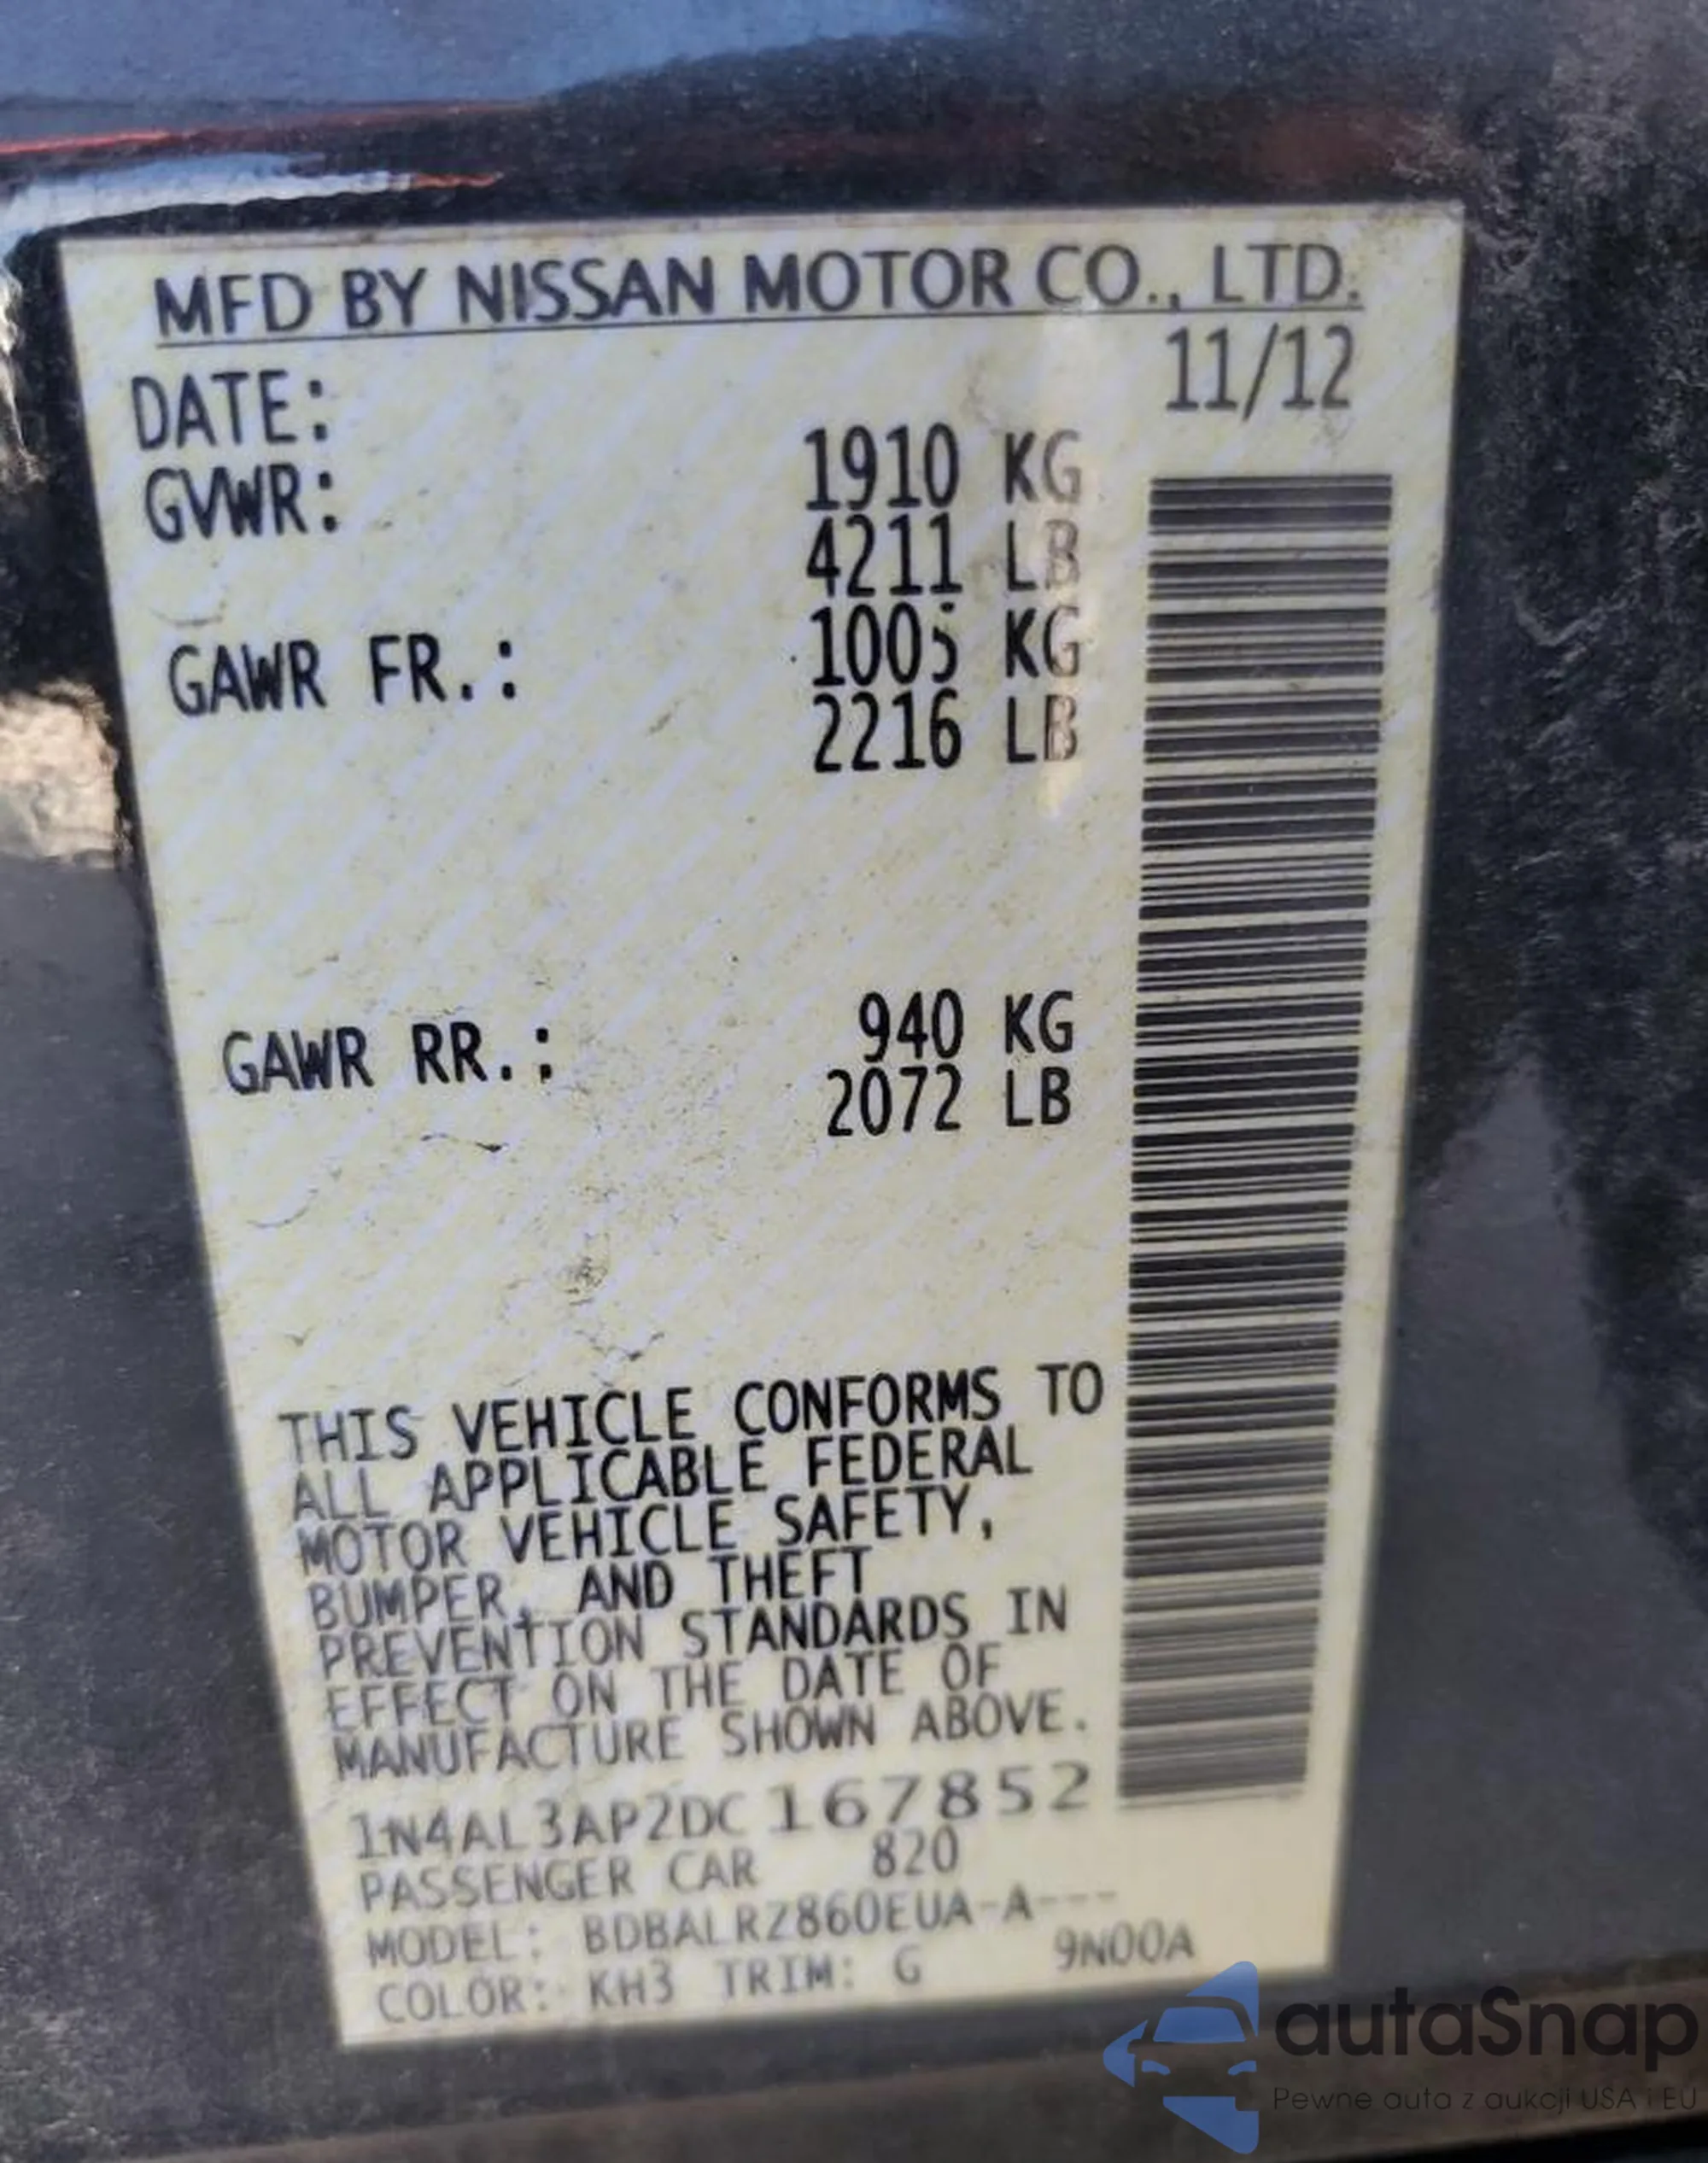 MFD BY NISSAN MOTOR CO., LTD.
DATE: 11/12
GVWR: 1910 KG
4211 LB
GAWR FR.: 1005 KG
2216 LB
GAWR RR.: 940 KG
2072 LB
THIS VEHICLE CONFORMS TO
ALL APPLICABLE FEDERAL
MOTOR VEHICLE SAFETY,
BUMPER, AND THEFT
PREVENTION STANDARDS IN
EFFECT ON THE DATE OF
MANUFACTURE SHOWN ABOVE.
1N4AL3AP2DC167852
PASSENGER CAR 820
MODEL: BDBALRZ860EUA-A---
COLOR: KH3 TRIM: G 9N00A
autaSnap
Pewne auta z aukcji USA i EU